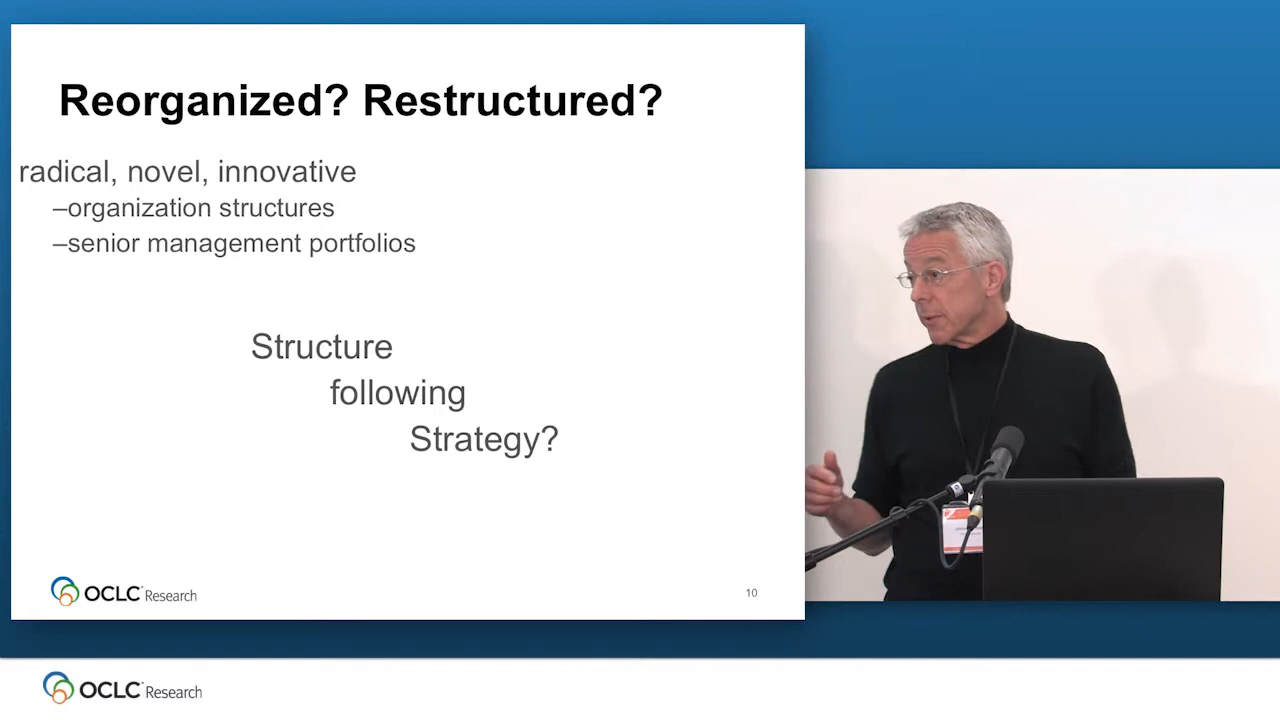 Reorganized? Restructured?
radical, novel, innovative
–organization structures
–senior management portfolios
Structure
following
Strategy?
OCLC Research
10
OCLC Research